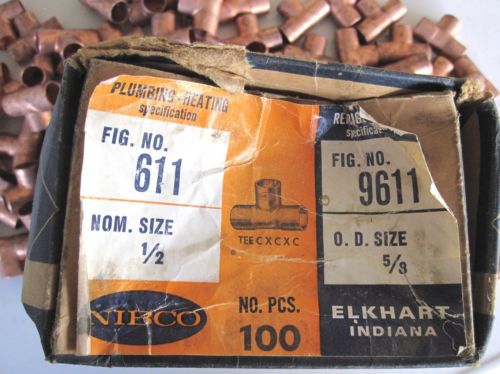 PLUMBING - HEATING
specification
FIG. NO.
611
NOM. SIZE
1/2
TEE C X C X C
NIBCO
NO. PCS.
100
specificati
FIG. NO.
9611
O. D. SIZE
5/8
ELKHART
INDIANA